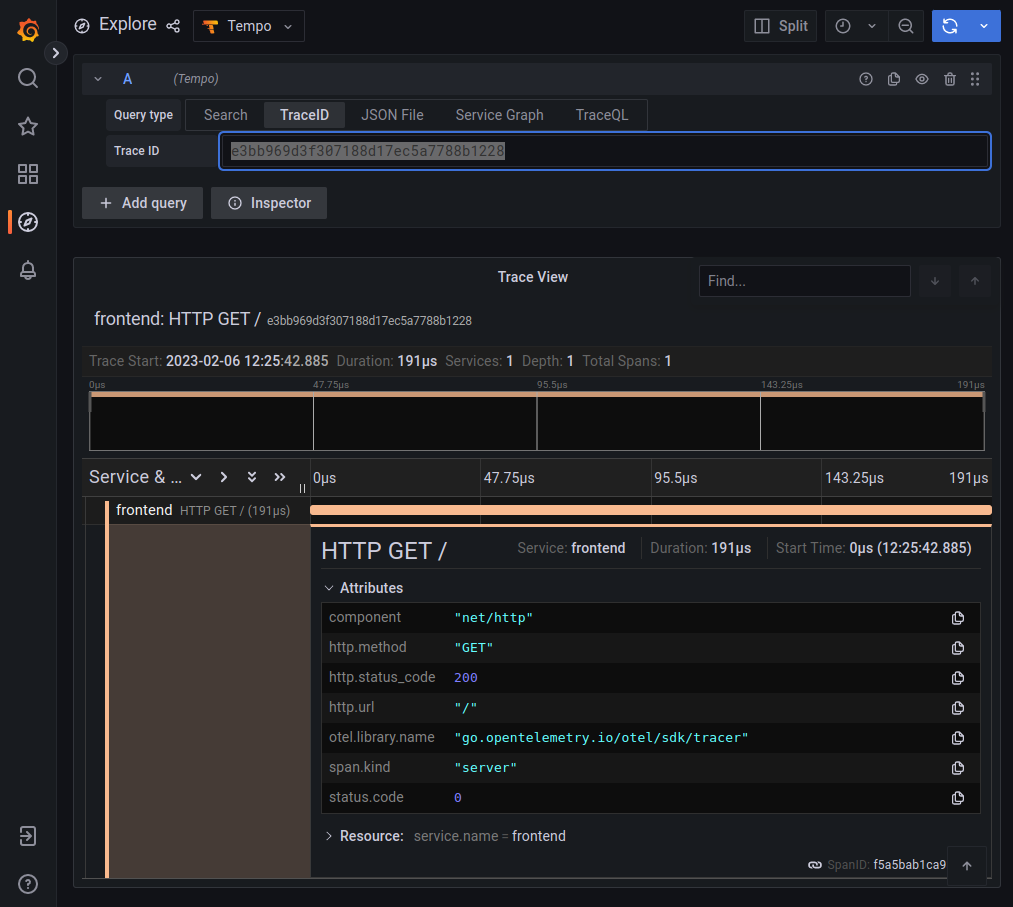 Explore Tempo Split
A (Tempo)
Query type Search TraceID JSON File Service Graph TraceQL
Trace ID e3bb969d3f307188d17ec5a7788b1228
+ Add query Inspector
Trace View Find...
frontend: HTTP GET / e3bb969d3f307188d17ec5a7788b1228
Trace Start: 2023-02-06 12:25:42.885 Duration: 191μs Services: 1 Depth: 1 Total Spans: 1
0μs 47.75μs 95.5μs 143.25μs 191μs
Service & ... 0μs 47.75μs 95.5μs 143.25μs 191μs
frontend HTTP GET / (191μs)
HTTP GET / Service: frontend Duration: 191μs Start Time: 0μs (12:25:42.885)
Attributes
component "net/http"
http.method "GET"
http.status_code 200
http.url "/"
otel.library.name "go.opentelemetry.io/otel/sdk/tracer"
span.kind "server"
status.code 0
Resource: service.name = frontend
SpanID: f5a5bab1ca9